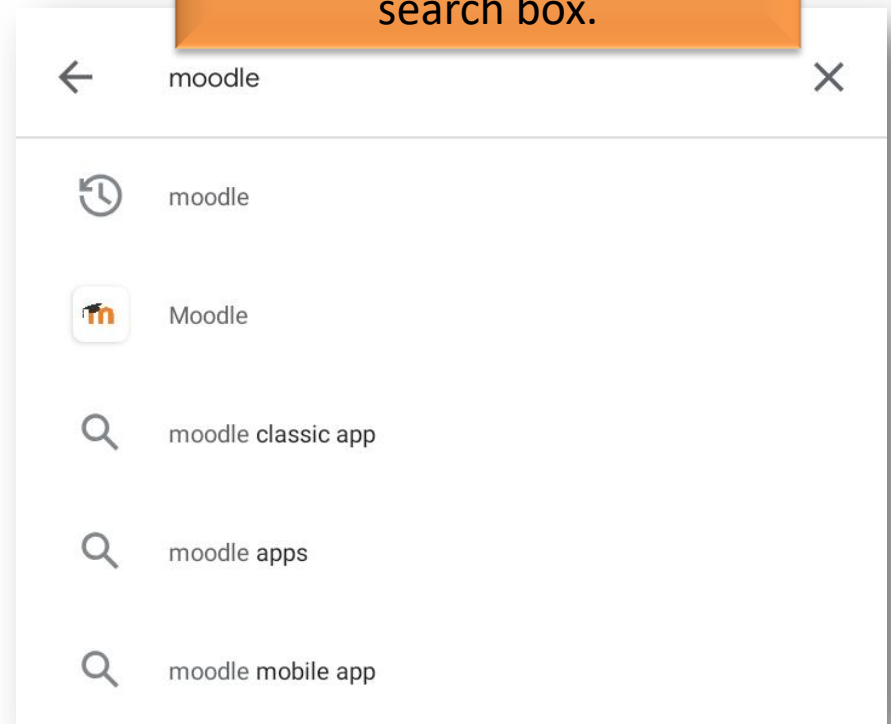 search box.
moodle
moodle
Moodle
moodle classic app
moodle apps
moodle mobile app